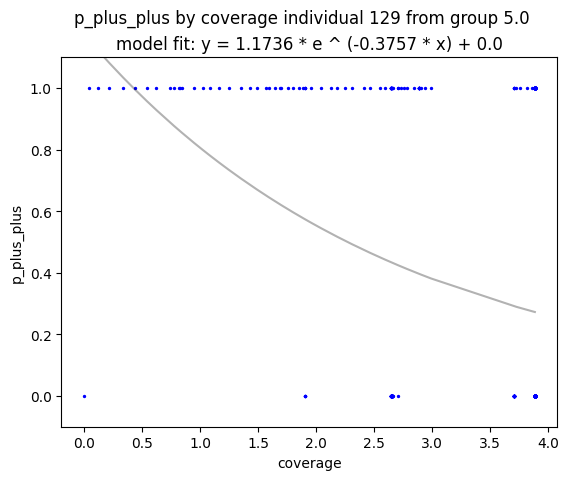 p_plus_plus by coverage individual 129 from group 5.0
model fit: y = 1.1736 * e ^ (-0.3757 * x) + 0.0
1.0
0.8
0.6
0.4
0.2
0.0
p_plus_plus
0.0 0.5 1.0 1.5 2.0 2.5 3.0 3.5 4.0
coverage